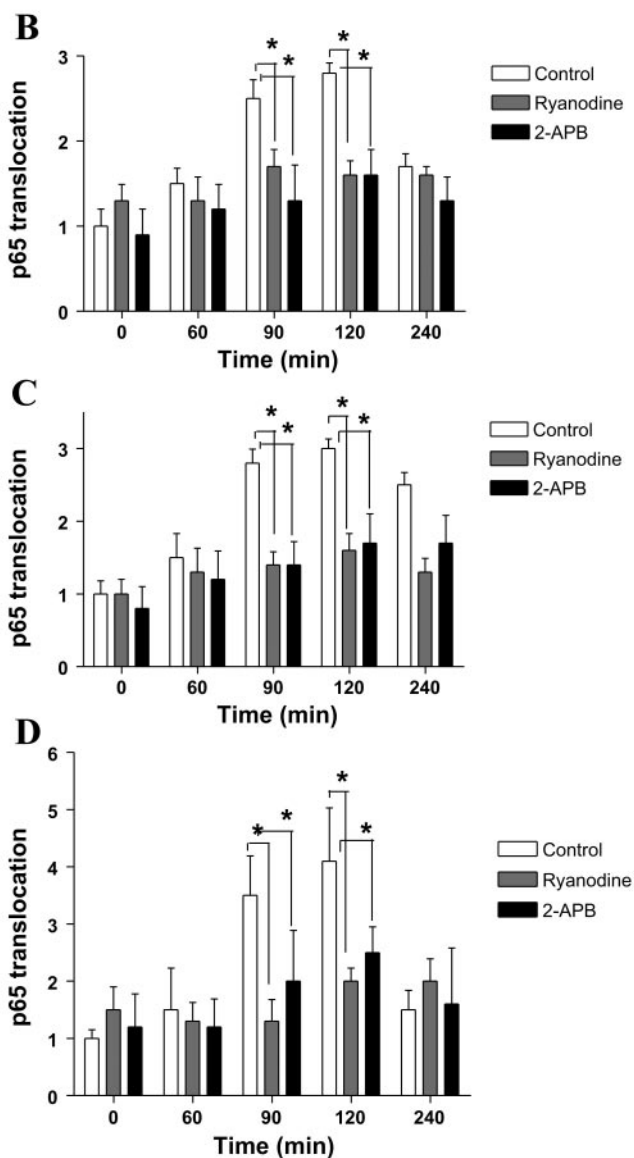 B
3
2
1
0
p65 translocation
* *
* *
0 60 90 120 240
Time (min)
Control
Ryanodine
2-APB
C
3
2
1
0
p65 translocation
* *
* *
0 60 90 120 240
Time (min)
Control
Ryanodine
2-APB
D
6
5
4
3
2
1
0
p65 translocation
*
* *
*
0 60 90 120 240
Time (min)
Control
Ryanodine
2-APB